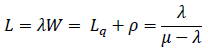 L = λW = L_q + ρ = λ / (μ − λ)